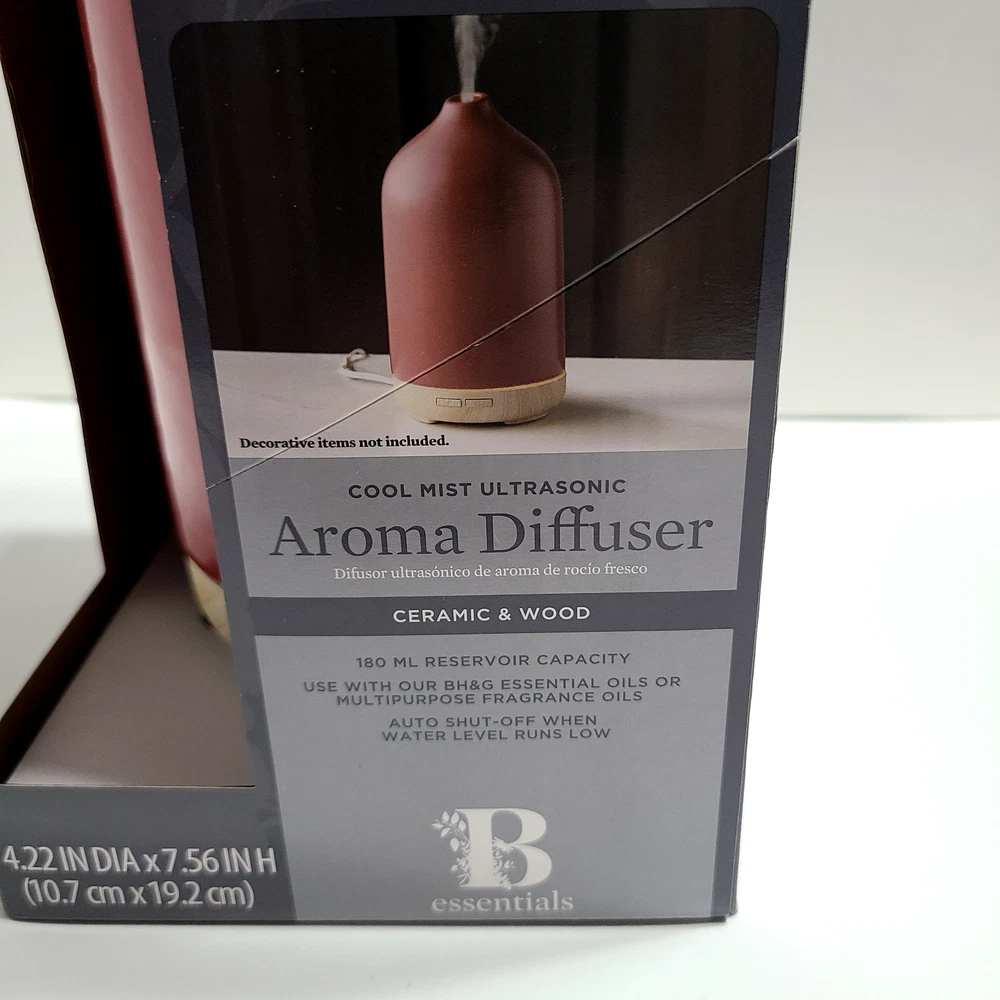 Decorative items not included.
COOL MIST ULTRASONIC
Aroma Diffuser
Difusor ultrasónico de aroma de rocío fresco
CERAMIC & WOOD
180 ML RESERVOIR CAPACITY
USE WITH OUR BH&G ESSENTIAL OILS OR
MULTIPURPOSE FRAGRANCE OILS
AUTO SHUT-OFF WHEN
WATER LEVEL RUNS LOW
B
essentials
4.22 IN DIA x 7.56 IN H
(10.7 cm x 19.2 cm)